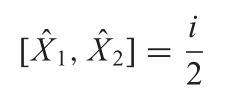 [X̂₁, X̂₂] = i/2